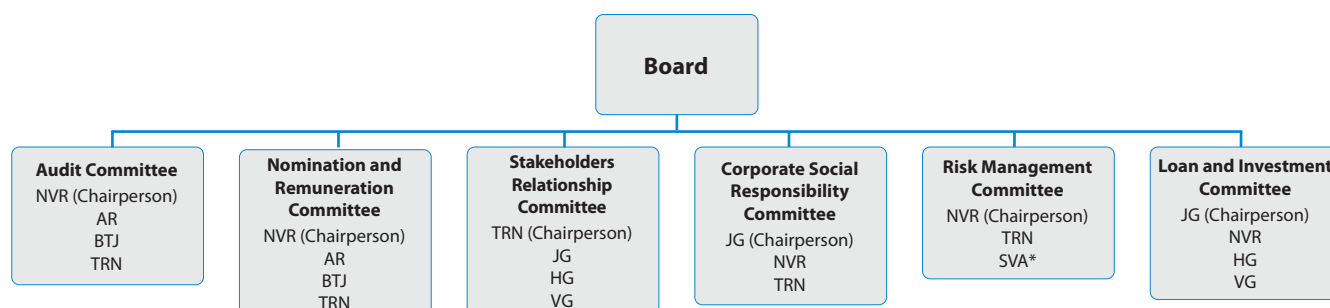 Board
Audit Committee
NVR (Chairperson)
AR
BTJ
TRN
Nomination and
Remuneration
Committee
NVR (Chairperson)
AR
BTJ
TRN
Stakeholders
Relationship
Committee
TRN (Chairperson)
JG
HG
VG
Corporate Social
Responsibility
Committee
JG (Chairperson)
NVR
TRN
Risk Management
Committee
NVR (Chairperson)
TRN
SVA*
Loan and Investment
Committee
JG (Chairperson)
NVR
HG
VG